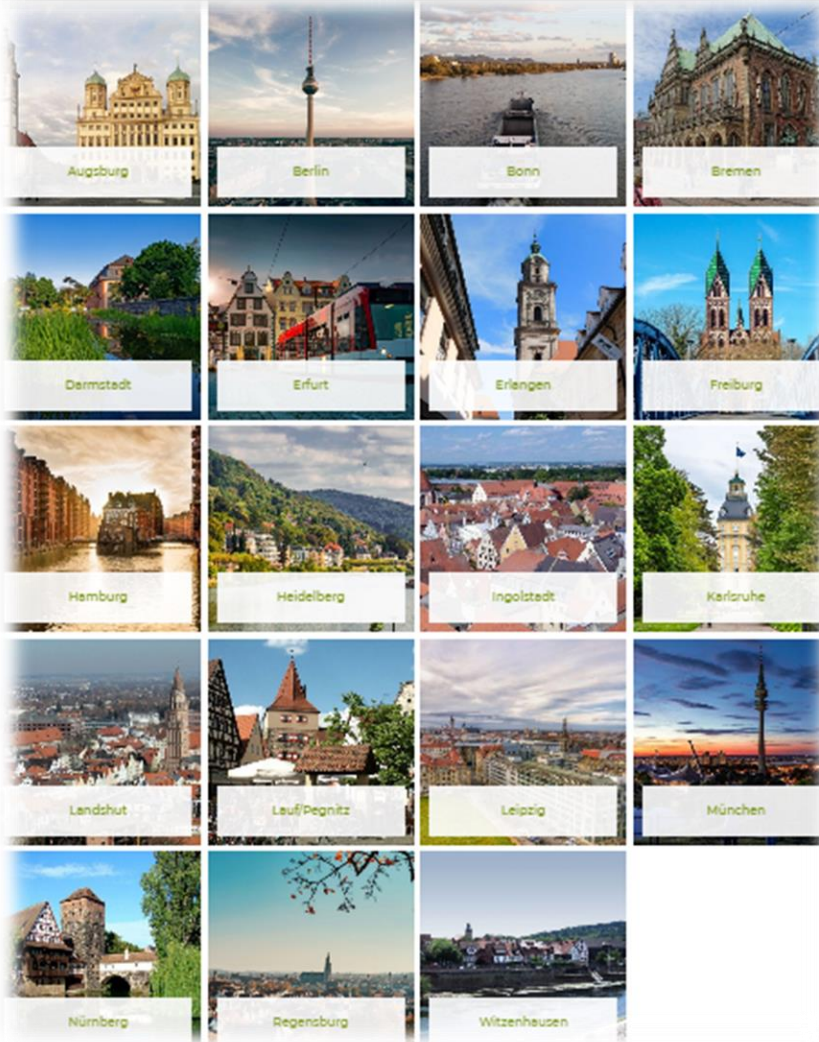 Augsburg
Berlin
Bonn
Bremen
Darmstadt
Erfurt
Erlangen
Freiburg
Hamburg
Heidelberg
Ingolstadt
Karlsruhe
Landshut
Lauf/Pegnitz
Leipzig
München
Nürnberg
Regensburg
Witzenhausen